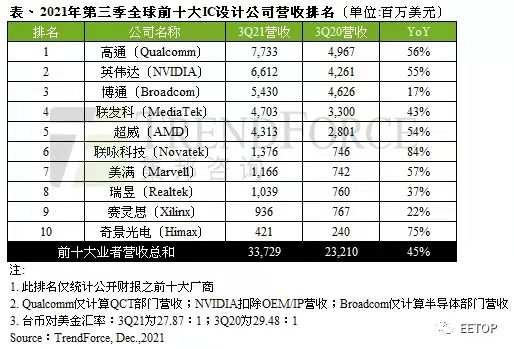 表、2021年第三季全球前十大IC设计公司营收排名(单位:百万美元)
排名 公司名称 3Q21营收 3Q20营收 YoY
1 高通(Qualcomm) 7,733 4,967 56%
2 英伟达(NVIDIA) 6,612 4,261 55%
3 博通(Broadcom) 5,430 4,626 17%
4 联发科(MediaTek) 4,703 3,300 43%
5 超威(AMD) 4,313 2,801 54%
6 联咏科技(Novatek) 1,376 746 84%
7 美满(Marvell) 1,166 742 57%
8 瑞昱(Realtek) 1,039 760 37%
9 赛灵思(Xilinx) 936 767 22%
10 奇景光电(Himax) 421 240 75%
前十大业者营收总和 33,729 23,210 45%
注:
1. 此排名仅统计公开财报之前十大厂商
2. Qualcomm仅计算QCT部门营收;NVIDIA扣除OEM/IP营收;Broadcom仅计算半导体部门营收
3. 台币对美金汇率:3Q21为27.87:1;3Q20为29.48:1
Source:TrendForce, Dec.,2021
EETOP
TRENDFORCE